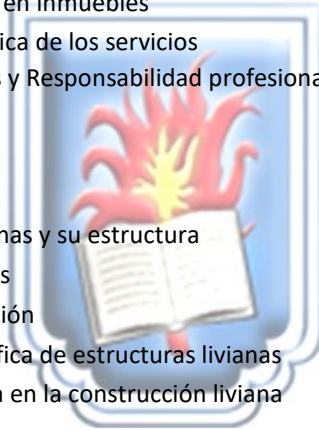 en inmuebles
ica de los servicios
s y Responsabilidad profesiona
nas y su estructura
s
ión
fica de estructuras livianas
en la construcción liviana